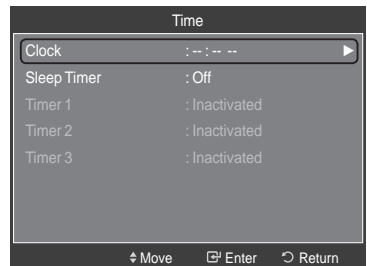 Time
Clock : -- : -- --
Sleep Timer : Off
Timer 1 : Inactivated
Timer 2 : Inactivated
Timer 3 : Inactivated
Move Enter Return